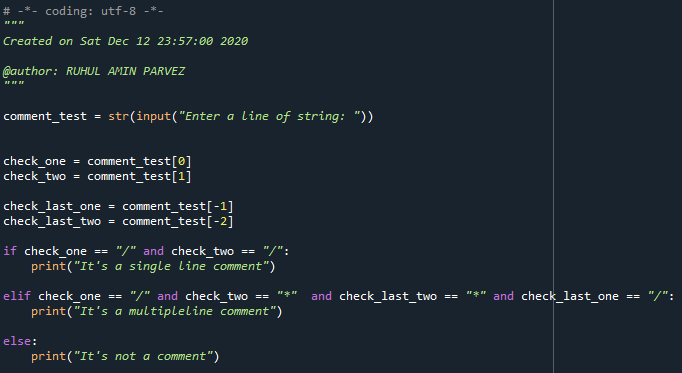 # -*- coding: utf-8 -*-
"""
Created on Sat Dec 12 23:57:00 2020
@author: RUHUL AMIN PARVEZ
"""
comment_test = str(input("Enter a line of string: "))
check_one = comment_test[0]
check_two = comment_test[1]
check_last_one = comment_test[-1]
check_last_two = comment_test[-2]
if check_one == "/" and check_two == "/":
    print("It's a single line comment")
elif check_one == "/" and check_two == "*"  and check_last_two == "*" and check_last_one == "/":
    print("It's a multipleline comment")
else:
    print("It's not a comment")